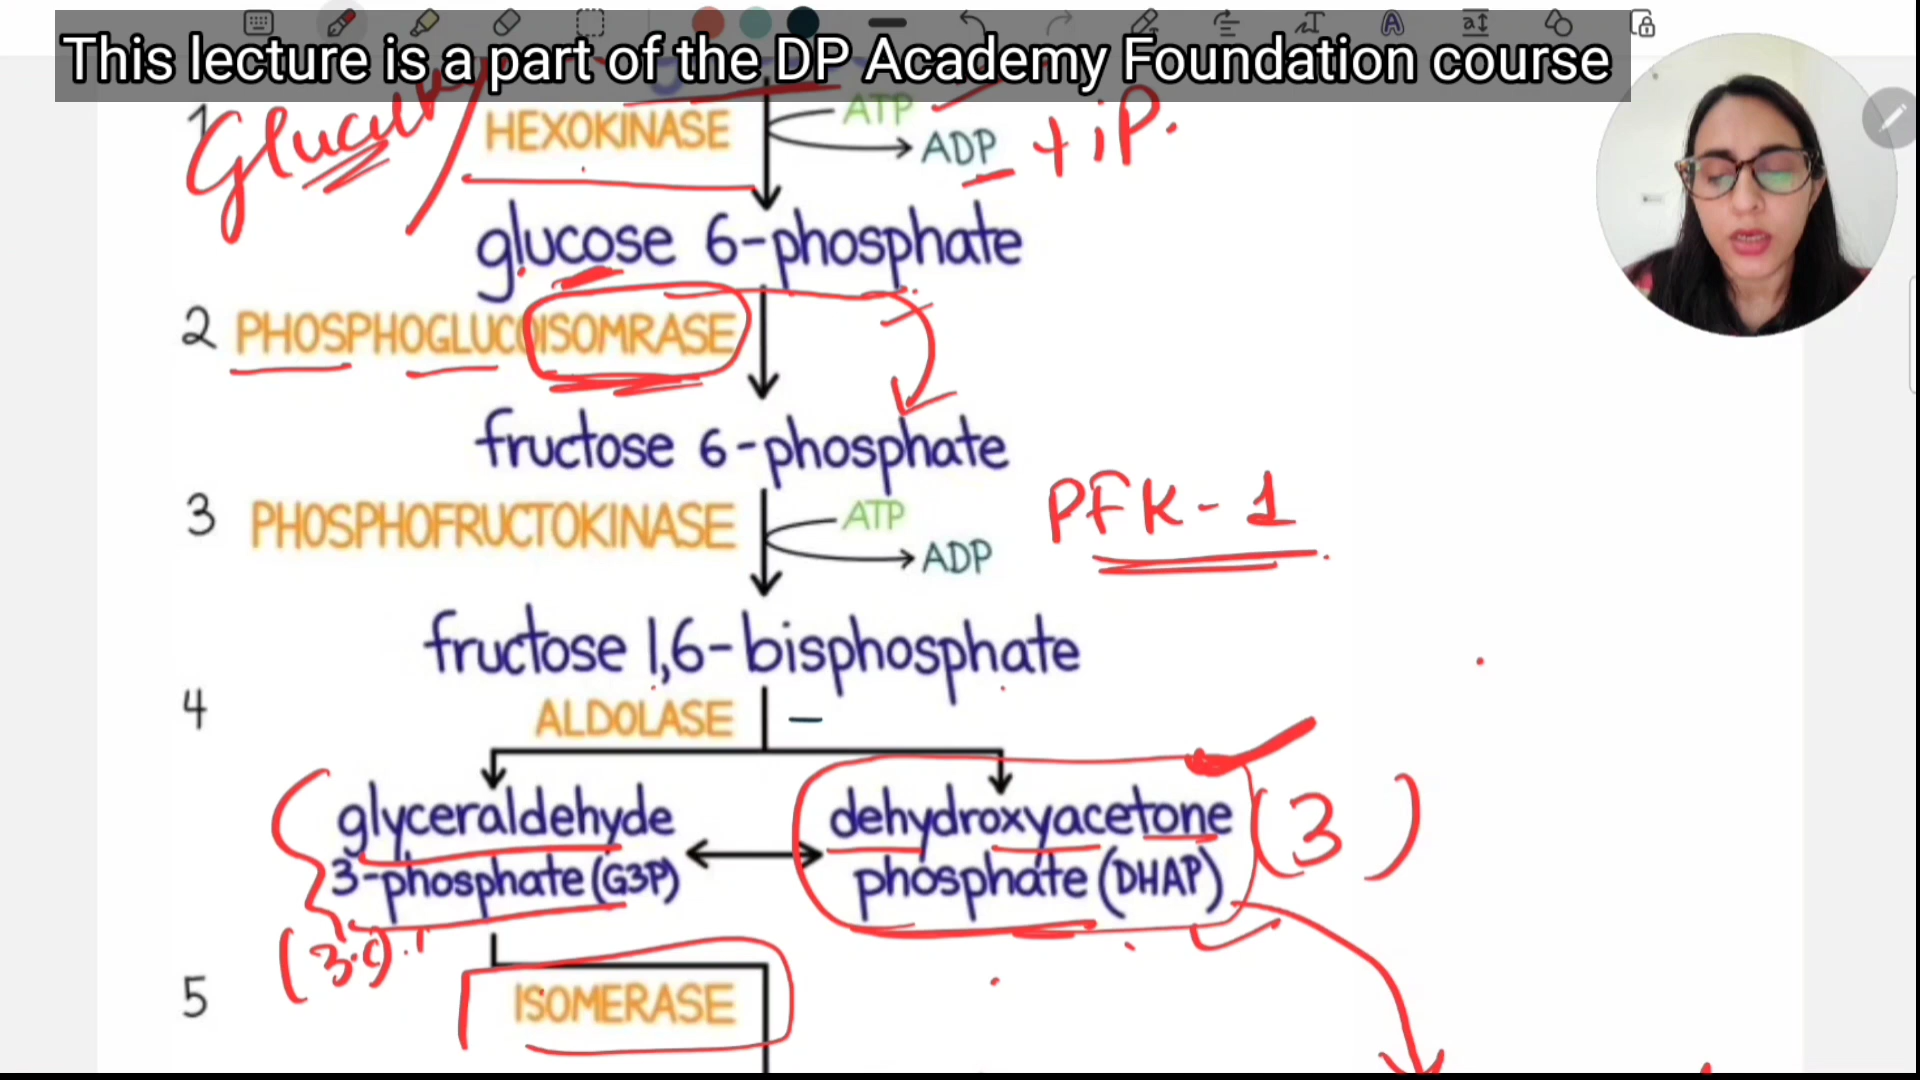 This lecture is a part of the DP Academy Foundation course
1 HEXOKINASE ATP
ADP + iP.
glucose 6-phosphate
2 PHOSPHOGLUCOISOMRASE
fructose 6-phosphate
3 PHOSPHOFRUCTOKINASE ATP PFK-1
ADP
fructose 1,6-bisphosphate
4 ALDOLASE
glyceraldehyde dehydroxyacetone (3)
3-phosphate (G3P) phosphate (DHAP)
(3.c)
5 ISOMERASE